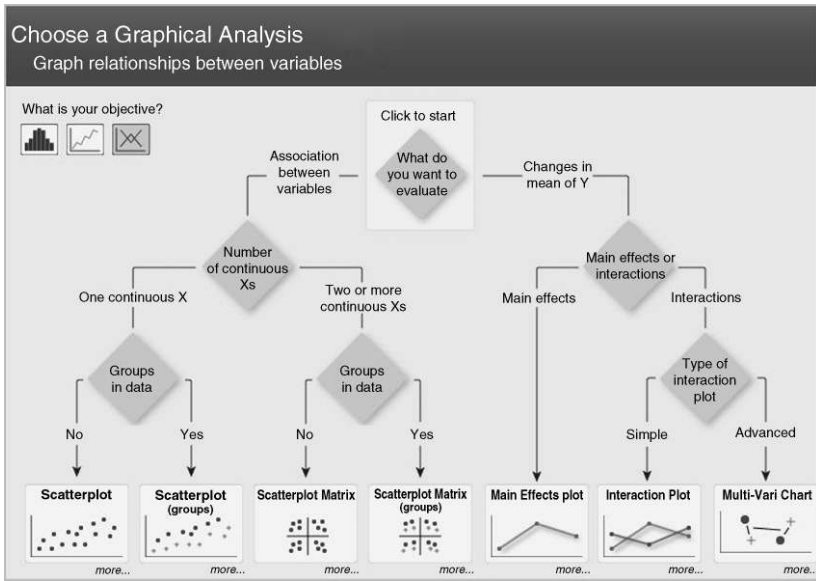 Choose a Graphical Analysis
Graph relationships between variables
What is your objective?
Click to start
What do
you want to
evaluate
Association
between
variables
Changes in
mean of Y
Number
of continuous
Xs
Main effects or
interactions
One continuous X
Two or more
continuous Xs
Main effects
Interactions
Groups
in data
Groups
in data
Type of
interaction
plot
No
Yes
No
Yes
Simple
Advanced
Scatterplot
more...
Scatterplot
(groups)
more...
Scatterplot Matrix
more...
Scatterplot Matrix
(groups)
more...
Main Effects plot
more...
Interaction Plot
more...
Multi-Vari Chart
more...